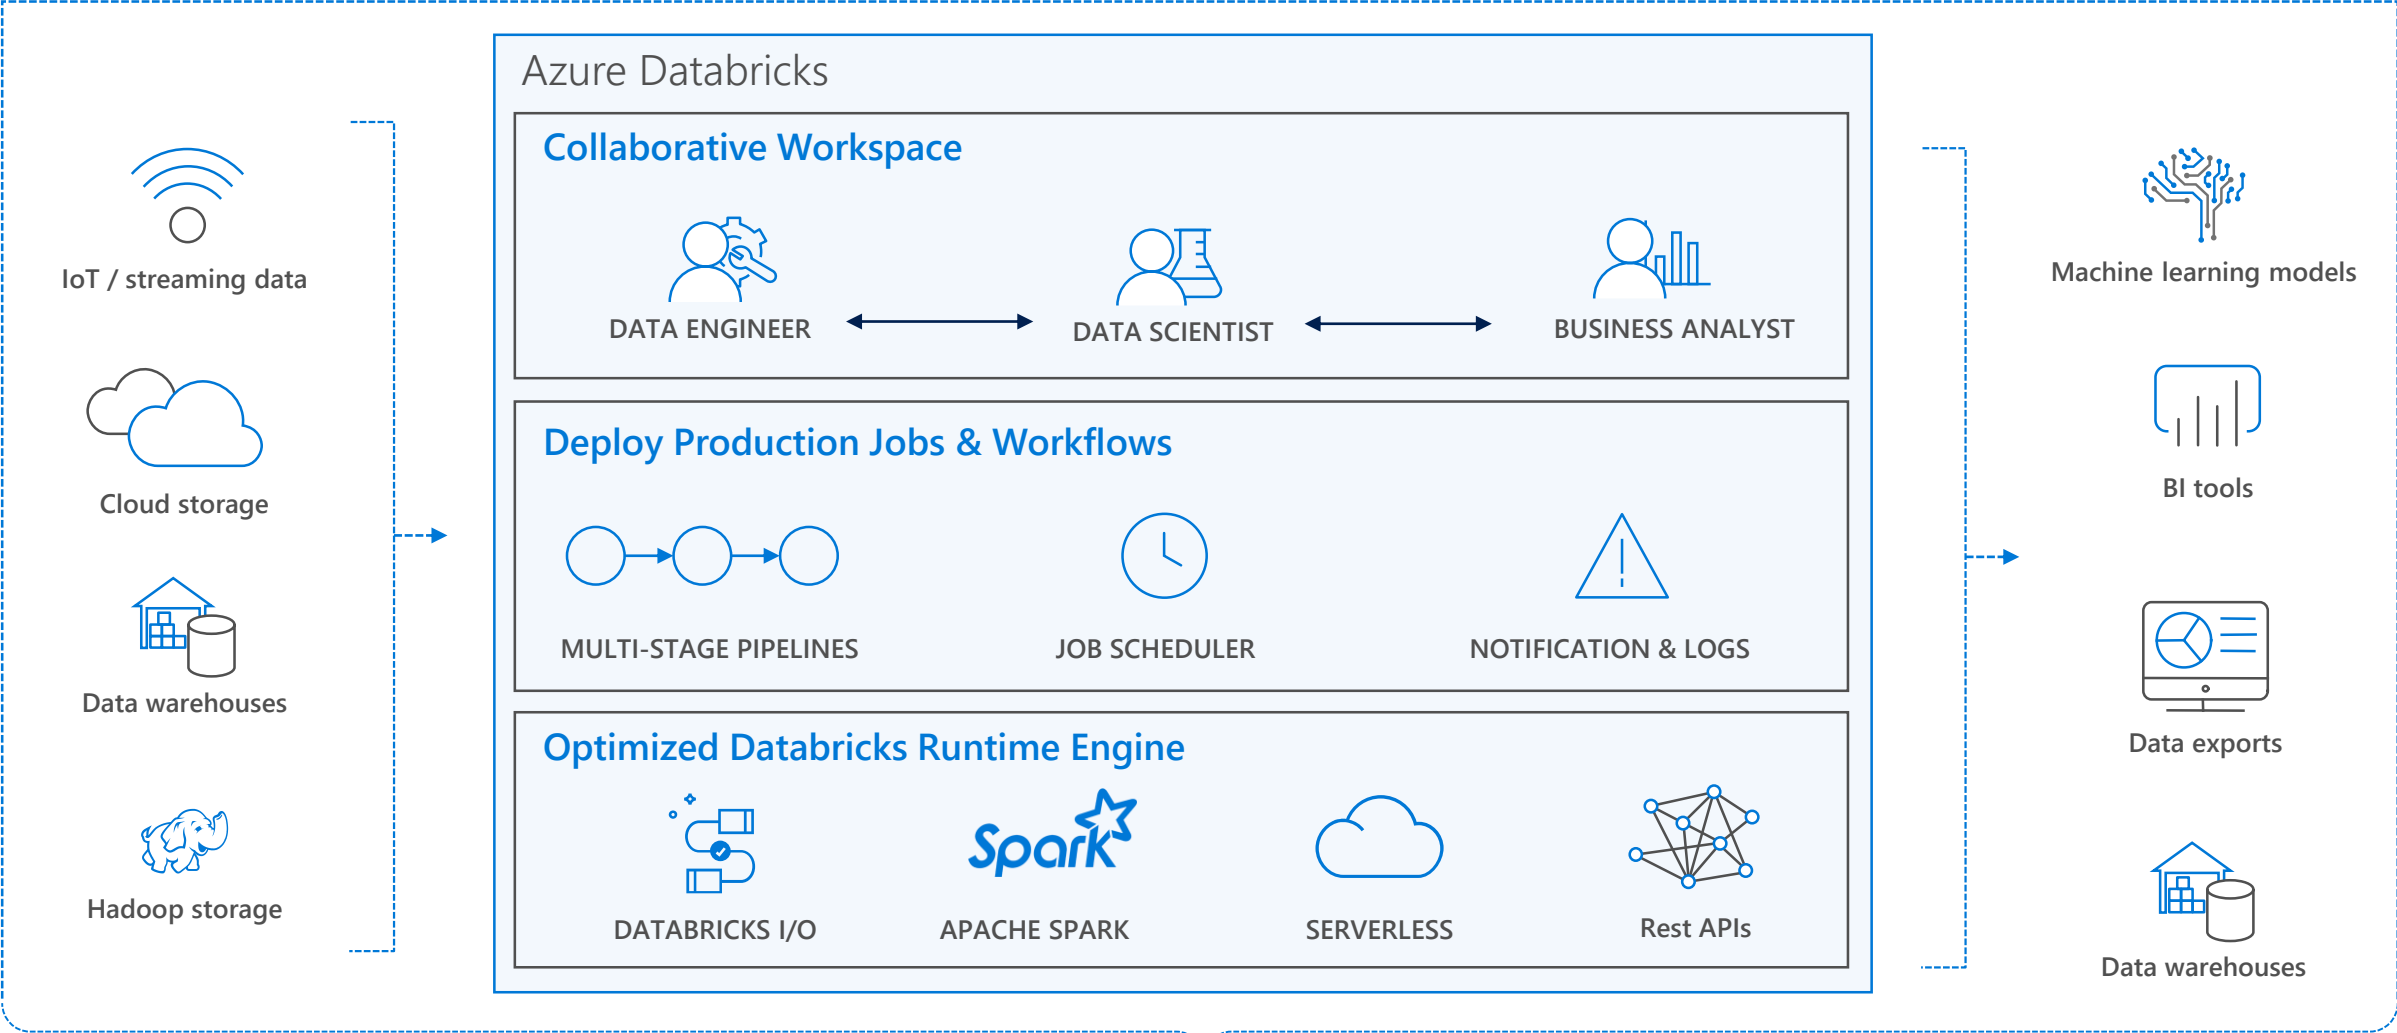 Azure Databricks
IoT / streaming data
Cloud storage
Data warehouses
Hadoop storage
Collaborative Workspace
DATA ENGINEER
DATA SCIENTIST
BUSINESS ANALYST
Deploy Production Jobs & Workflows
MULTI-STAGE PIPELINES
JOB SCHEDULER
NOTIFICATION & LOGS
Optimized Databricks Runtime Engine
Spark
DATABRICKS I/O
APACHE SPARK
SERVERLESS
Rest APIs
Machine learning models
BI tools
Data exports
Data warehouses